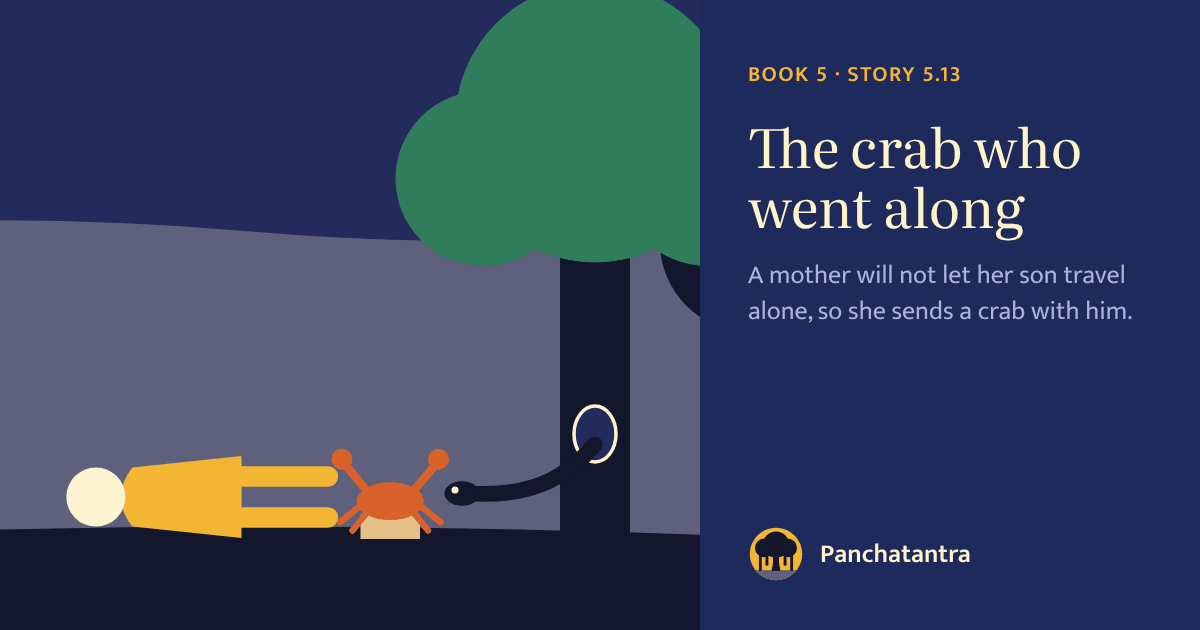 BOOK 5 · STORY 5.13
The crab who
went along
A mother will not let her son travel
alone, so she sends a crab with him.
Panchatantra